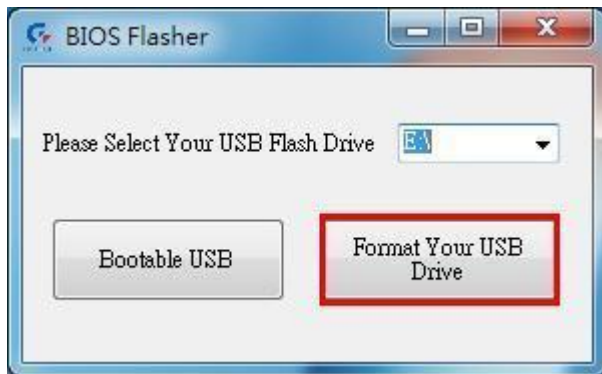 BIOS Flasher
Please Select Your USB Flash Drive E:\
Bootable USB
Format Your USB
Drive